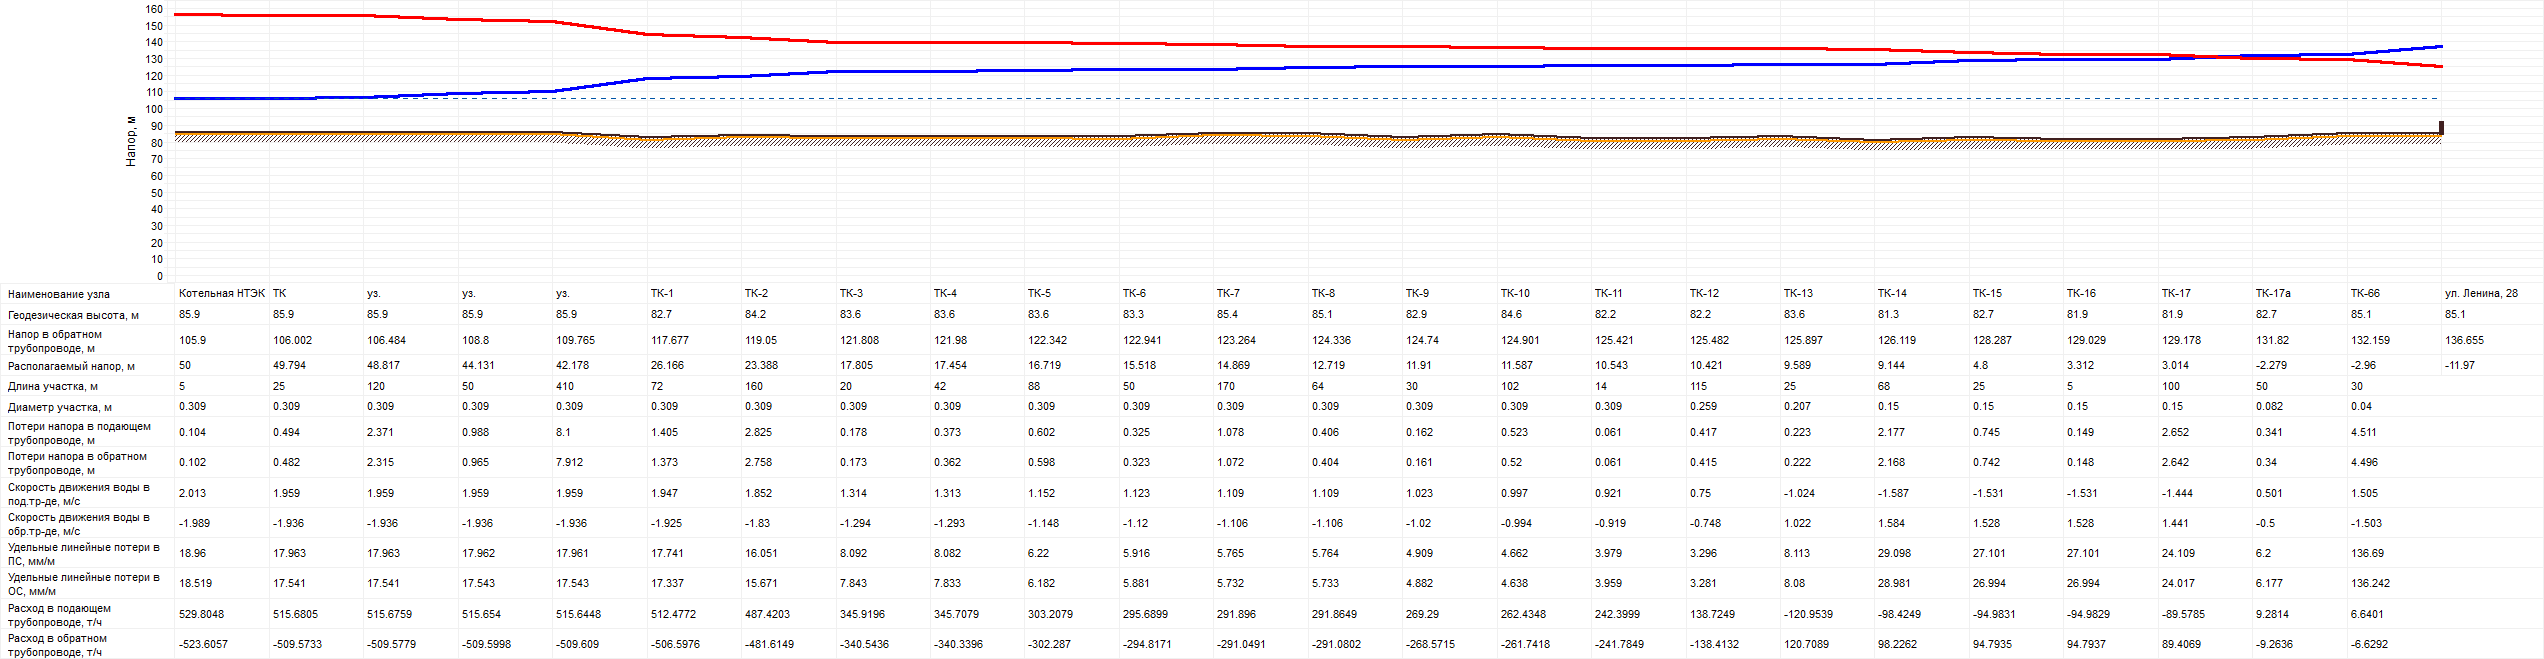 160
150
140
130
120
110
100
90
80
70
60
50
40
30
20
10
0
Напор, м
Наименование узла Котельная НТЭК ТК уз. уз. уз. ТК-1 ТК-2 ТК-3 ТК-4 ТК-5 ТК-6 ТК-7 ТК-8 ТК-9 ТК-10 ТК-11 ТК-12 ТК-13 ТК-14 ТК-15 ТК-16 ТК-17 ТК-17а ТК-66 ул. Ленина, 28
Геодезическая высота, м 85.9 85.9 85.9 85.9 85.9 82.7 84.2 83.6 83.6 83.6 83.3 85.4 85.1 82.9 84.6 82.2 82.2 83.6 81.3 82.7 81.9 81.9 82.7 85.1 85.1
Напор в обратном
трубопроводе, м 105.9 106.002 106.484 108.8 109.765 117.677 119.05 121.808 121.98 122.342 122.941 123.264 124.336 124.74 124.901 125.421 125.482 125.897 126.119 128.287 129.029 129.178 131.82 132.159 136.655
Располагаемый напор, м 50 49.794 48.817 44.131 42.178 26.166 23.388 17.805 17.454 16.719 15.518 14.869 12.719 11.91 11.587 10.543 10.421 9.589 9.144 4.8 3.312 3.014 -2.279 -2.96 -11.97
Длина участка, м 5 25 120 50 410 72 160 20 42 88 50 170 64 30 102 14 115 25 68 25 5 100 50 30
Диаметр участка, м 0.309 0.309 0.309 0.309 0.309 0.309 0.309 0.309 0.309 0.309 0.309 0.309 0.309 0.309 0.309 0.309 0.259 0.207 0.15 0.15 0.15 0.15 0.082 0.04
Потери напора в подающем
трубопроводе, м 0.104 0.494 2.371 0.988 8.1 1.405 2.825 0.178 0.373 0.602 0.325 1.078 0.406 0.162 0.523 0.061 0.417 0.223 2.177 0.745 0.149 2.652 0.341 4.511
Потери напора в обратном
трубопроводе, м 0.102 0.482 2.315 0.965 7.912 1.373 2.758 0.173 0.362 0.598 0.323 1.072 0.404 0.161 0.52 0.061 0.415 0.222 2.168 0.742 0.148 2.642 0.34 4.496
Скорость движения воды в
под.тр-де, м/с 2.013 1.959 1.959 1.959 1.959 1.947 1.852 1.314 1.313 1.152 1.123 1.109 1.109 1.023 0.997 0.921 0.75 -1.024 -1.587 -1.531 -1.531 -1.444 0.501 1.505
Скорость движения воды в
обр.тр-де, м/с -1.989 -1.936 -1.936 -1.936 -1.936 -1.925 -1.83 -1.294 -1.293 -1.148 -1.12 -1.106 -1.106 -1.02 -0.994 -0.919 -0.748 1.022 1.584 1.528 1.528 1.441 -0.5 -1.503
Удельные линейные потери в
ПС, мм/м 18.96 17.963 17.963 17.962 17.961 17.741 16.051 8.092 8.082 6.22 5.916 5.765 5.764 4.909 4.662 3.979 3.296 8.113 29.098 27.101 27.101 24.109 6.2 136.69
Удельные линейные потери в
ОС, мм/м 18.519 17.541 17.541 17.543 17.543 17.337 15.671 7.843 7.833 6.182 5.881 5.732 5.733 4.882 4.638 3.959 3.281 8.08 28.981 26.994 26.994 24.017 6.177 136.242
Расход в подающем
трубопроводе, т/ч 529.8048 515.6805 515.6759 515.654 515.6448 512.4772 487.4203 345.9196 345.7079 303.2079 295.6899 291.896 291.8649 269.29 262.4348 242.3999 138.7249 -120.9539 -98.4249 -94.9831 -94.9829 -89.5785 9.2814 6.6401
Расход в обратном
трубопроводе, т/ч -523.6057 -509.5733 -509.5779 -509.5998 -509.609 -506.5976 -481.6149 -340.5436 -340.3396 -302.287 -294.8171 -291.0491 -291.0802 -268.5715 -261.7418 -241.7849 -138.4132 120.7089 98.2262 94.7935 94.7937 89.4069 -9.2636 -6.6292